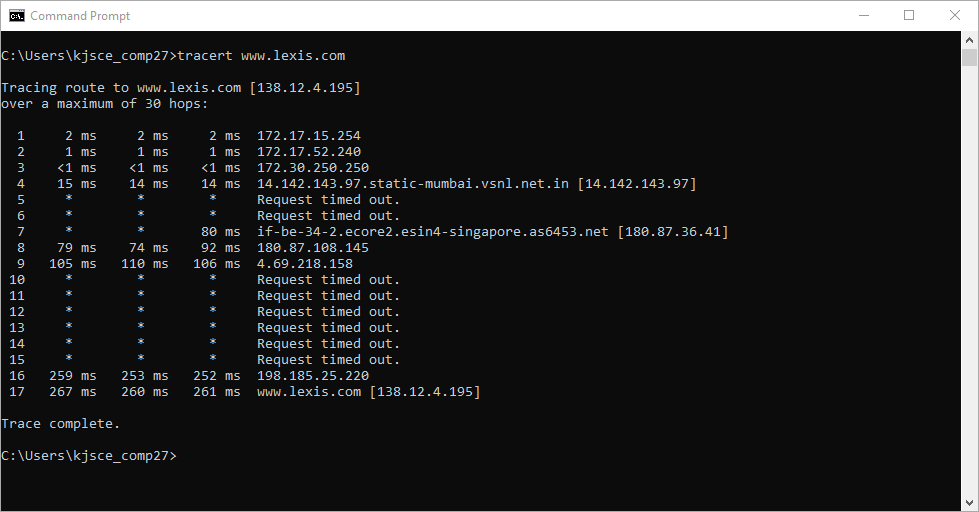 Command Prompt
C:\Users\kjsce_comp27>tracert www.lexis.com
Tracing route to www.lexis.com [138.12.4.195]
over a maximum of 30 hops:
  1     2 ms     2 ms     2 ms  172.17.15.254
  2     1 ms     1 ms     1 ms  172.17.52.240
  3    <1 ms    <1 ms    <1 ms  172.30.250.250
  4    15 ms    14 ms    14 ms  14.142.143.97.static-mumbai.vsnl.net.in [14.142.143.97]
  5     *        *        *     Request timed out.
  6     *        *        *     Request timed out.
  7     *        *       80 ms  if-be-34-2.ecore2.esin4-singapore.as6453.net [180.87.36.41]
  8    79 ms    74 ms    92 ms  180.87.108.145
  9   105 ms   110 ms   106 ms  4.69.218.158
 10     *        *        *     Request timed out.
 11     *        *        *     Request timed out.
 12     *        *        *     Request timed out.
 13     *        *        *     Request timed out.
 14     *        *        *     Request timed out.
 15     *        *        *     Request timed out.
 16   259 ms   253 ms   252 ms  198.185.25.220
 17   267 ms   260 ms   261 ms  www.lexis.com [138.12.4.195]
Trace complete.
C:\Users\kjsce_comp27>